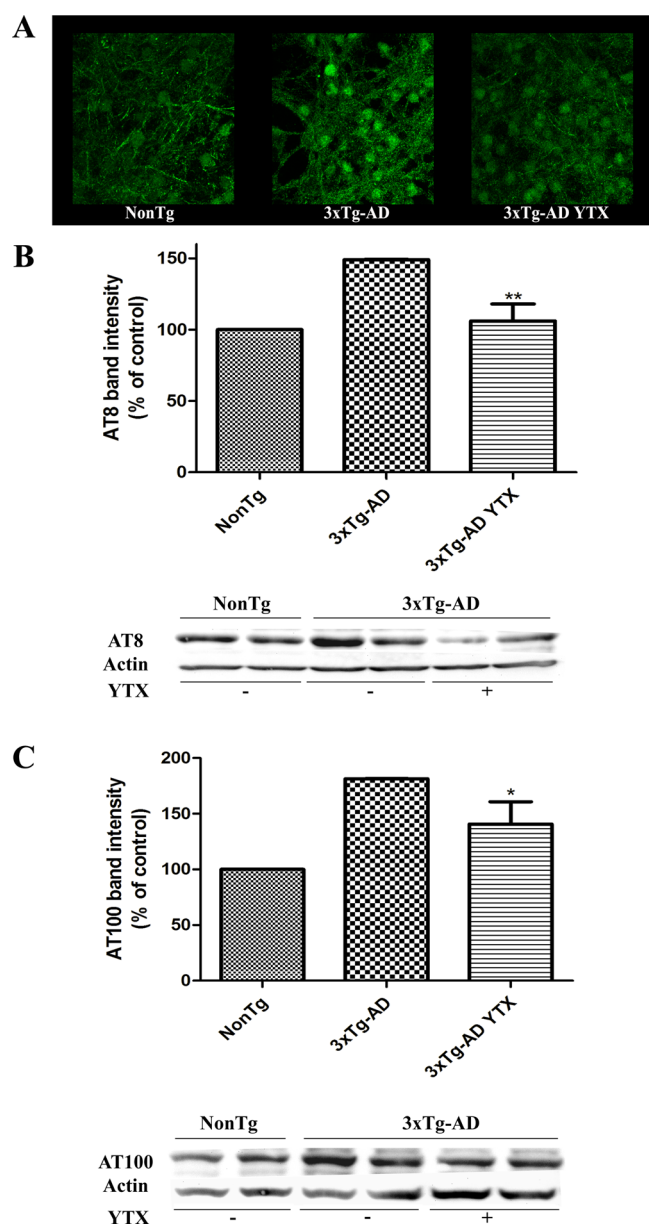 A
NonTg 3xTg-AD 3xTg-AD YTX
B
AT8 band intensity
(% of control)
150
100
50
0
**
NonTg 3xTg-AD 3xTg-AD YTX
NonTg 3xTg-AD
AT8
Actin
YTX - - +
C
AT100 band intensity
(% of control)
200
150
100
50
0
*
NonTg 3xTg-AD 3xTg-AD YTX
NonTg 3xTg-AD
AT100
Actin
YTX - - +